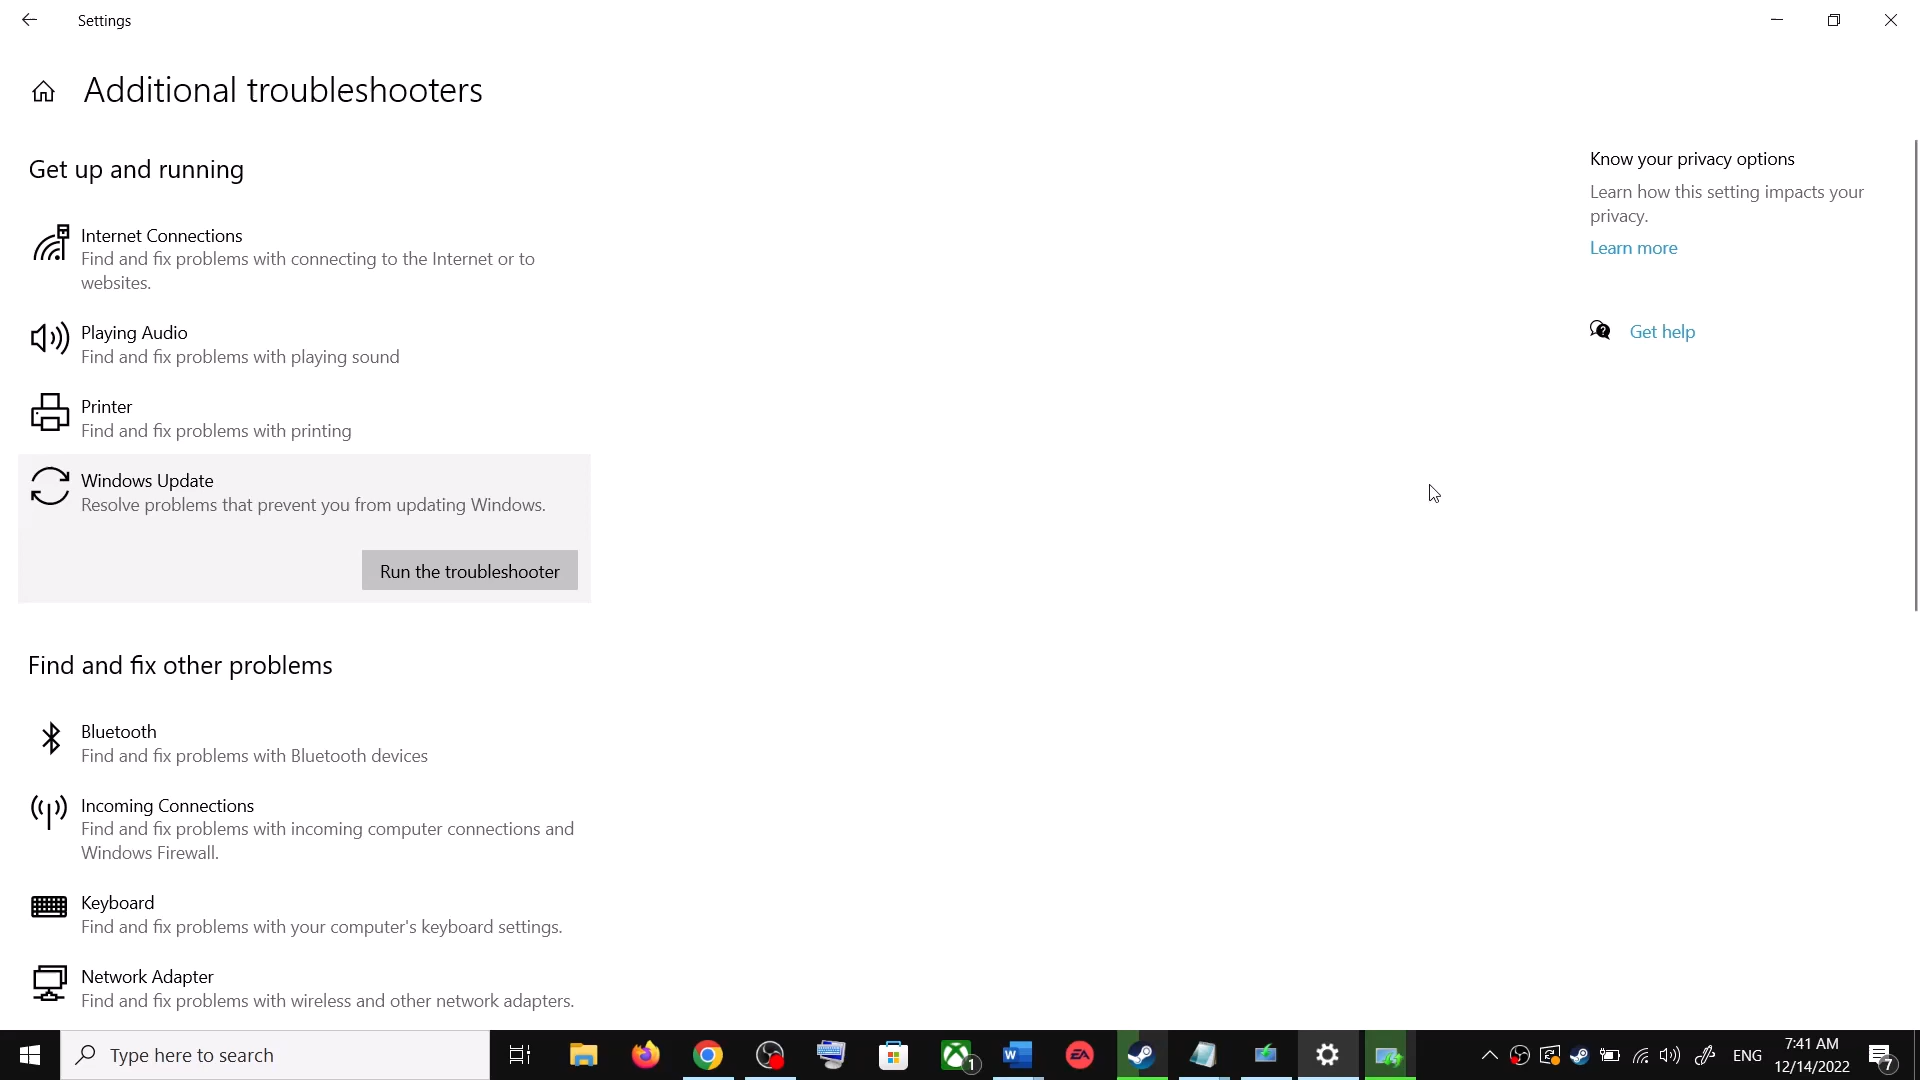 Settings
Additional troubleshooters
Get up and running
Internet Connections
Find and fix problems with connecting to the Internet or to
websites.
Playing Audio
Find and fix problems with playing sound
Printer
Find and fix problems with printing
Windows Update
Resolve problems that prevent you from updating Windows.
Run the troubleshooter
Find and fix other problems
Bluetooth
Find and fix problems with Bluetooth devices
Incoming Connections
Find and fix problems with incoming computer connections and
Windows Firewall.
Keyboard
Find and fix problems with your computer's keyboard settings.
Network Adapter
Find and fix problems with wireless and other network adapters.
Know your privacy options
Learn how this setting impacts your
privacy.
Learn more
Get help
Type here to search
1
W
EA
ENG
7:41 AM
12/14/2022
7